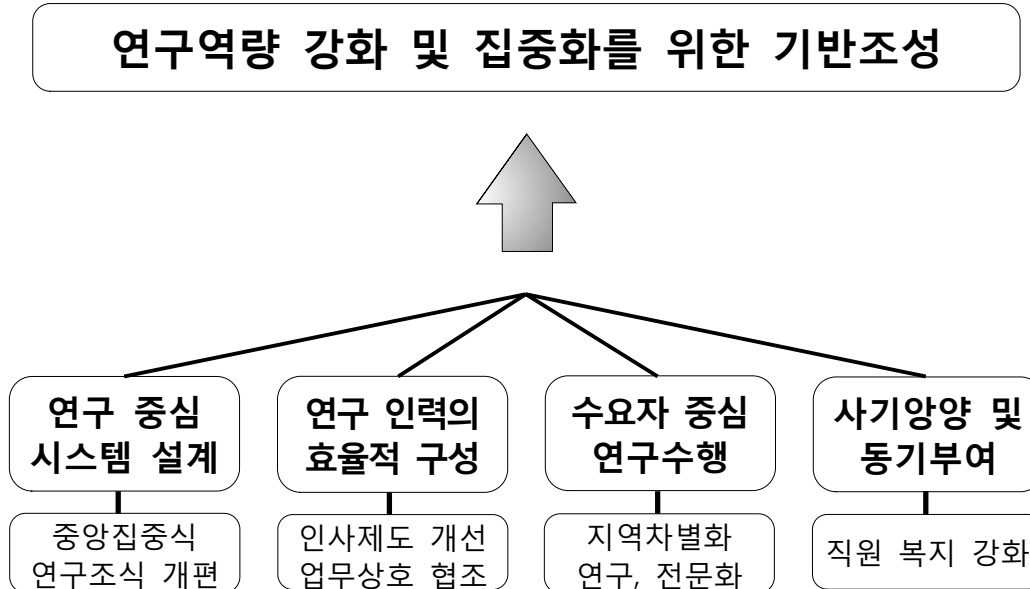 연구역량 강화 및 집중화를 위한 기반조성
연구 중심
시스템 설계
연구 인력의
효율적 구성
수요자 중심
연구수행
사기앙양 및
동기부여
중앙집중식
연구조식 개편
인사제도 개선
업무상호 협조
지역차별화
연구, 전문화
직원 복지 강화